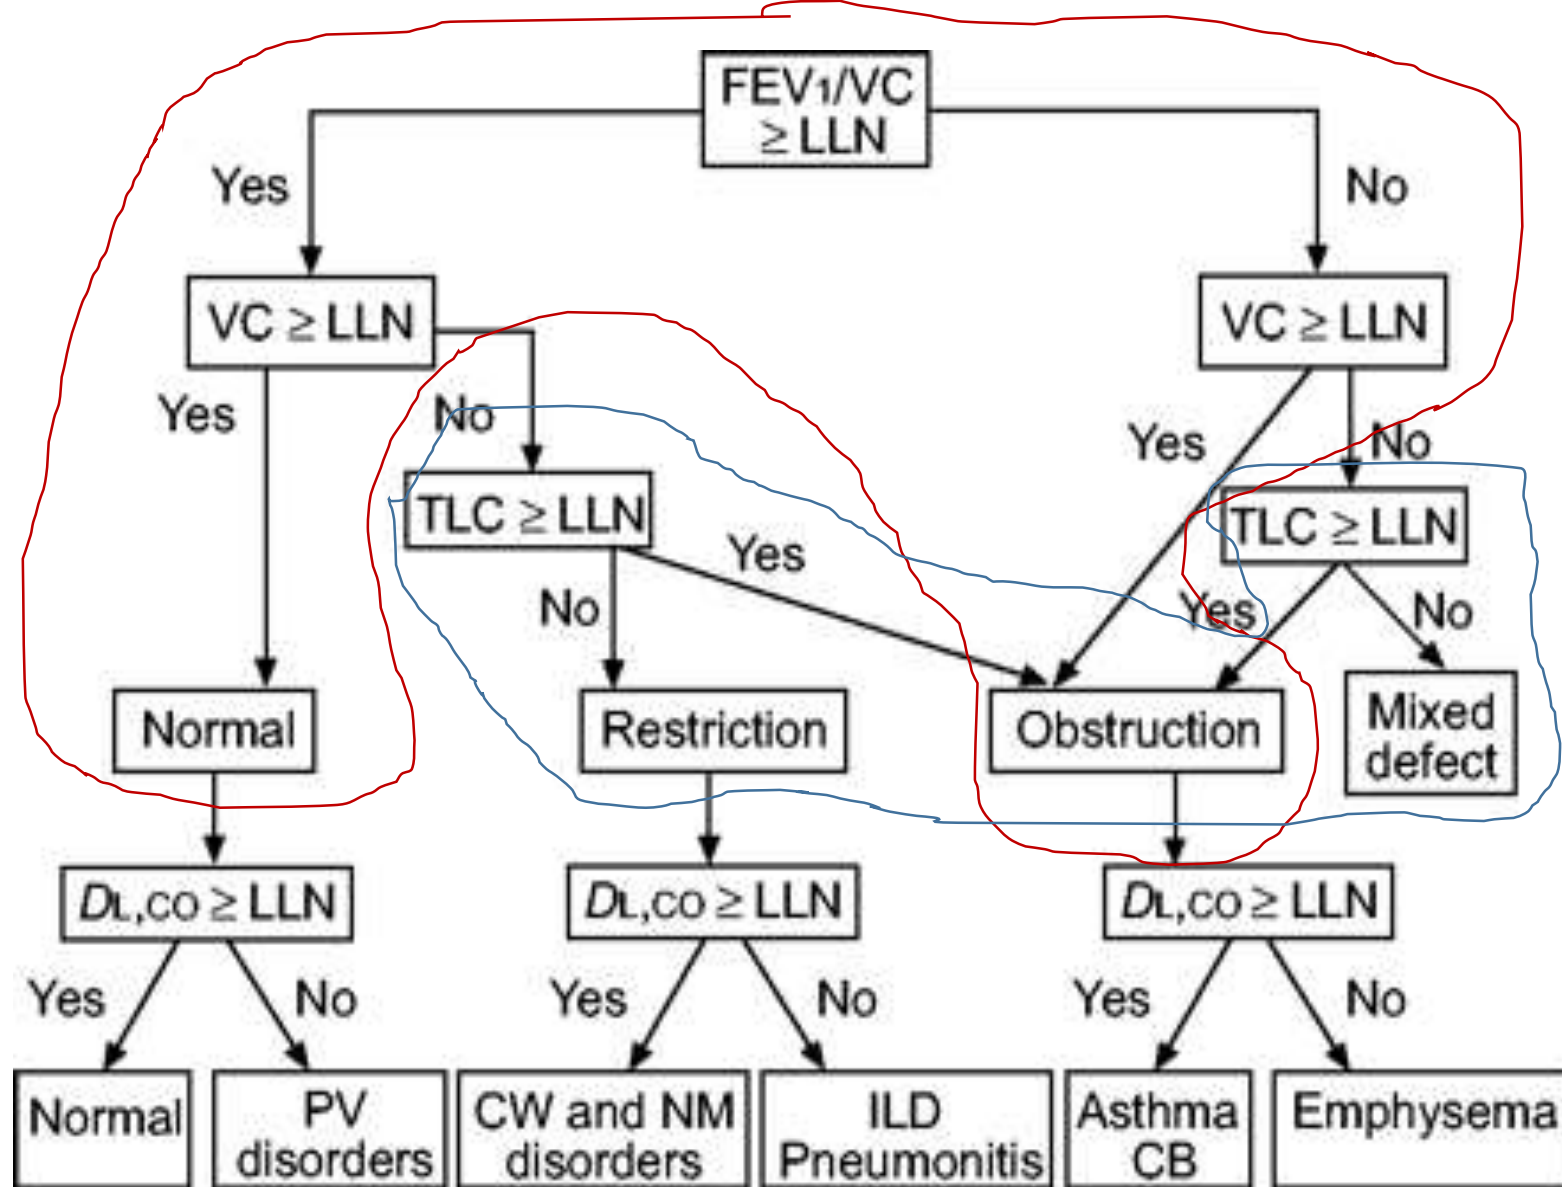 FEV1/VC
≥ LLN
Yes
No
VC ≥ LLN
VC ≥ LLN
Yes
No
Yes
No
TLC ≥ LLN
TLC ≥ LLN
Yes
No
Yes
No
Normal
Restriction
Obstruction
Mixed
defect
DL,CO ≥ LLN
DL,CO ≥ LLN
DL,CO ≥ LLN
Yes
No
Yes
No
Yes
No
Normal
PV
disorders
CW and NM
disorders
ILD
Pneumonitis
Asthma
CB
Emphysema